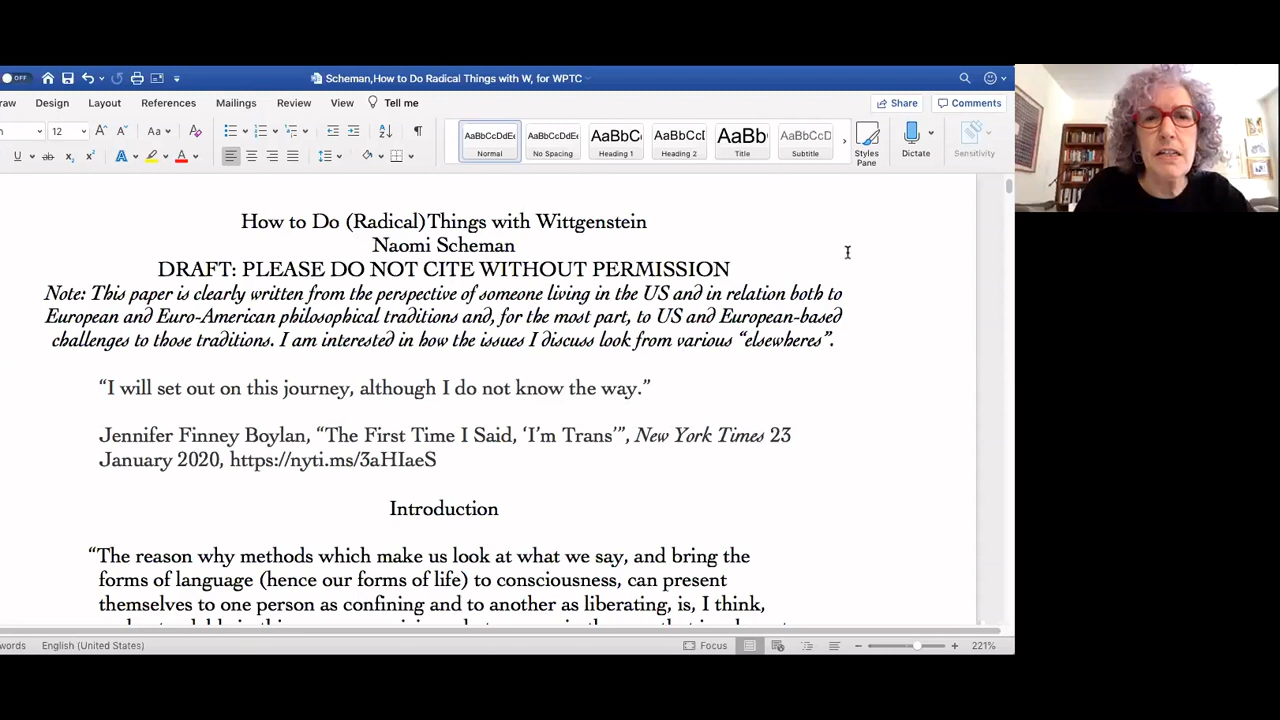 OFF
Scheman,How to Do Radical Things with W, for WPTC
raw Design Layout References Mailings Review View Tell me
Share Comments
12 Aa
U ab x₂ x² A A
AaBbCcDdEe AaBbCcDdEe AaBbC AaBbCcD AaBb AaBbCcD
Normal No Spacing Heading 1 Heading 2 Title Subtitle
Styles Pane Dictate Sensitivity
How to Do (Radical)Things with Wittgenstein
Naomi Scheman
DRAFT: PLEASE DO NOT CITE WITHOUT PERMISSION
Note: This paper is clearly written from the perspective of someone living in the US and in relation both to
European and Euro-American philosophical traditions and, for the most part, to US and European-based
challenges to those traditions. I am interested in how the issues I discuss look from various “elsewheres”.
“I will set out on this journey, although I do not know the way.”
Jennifer Finney Boylan, “The First Time I Said, ‘I’m Trans’”, New York Times 23
January 2020, https://nyti.ms/3aHIaeS
Introduction
“The reason why methods which make us look at what we say, and bring the
forms of language (hence our forms of life) to consciousness, can present
themselves to one person as confining and to another as liberating, is, I think,
words English (United States) Focus 221%